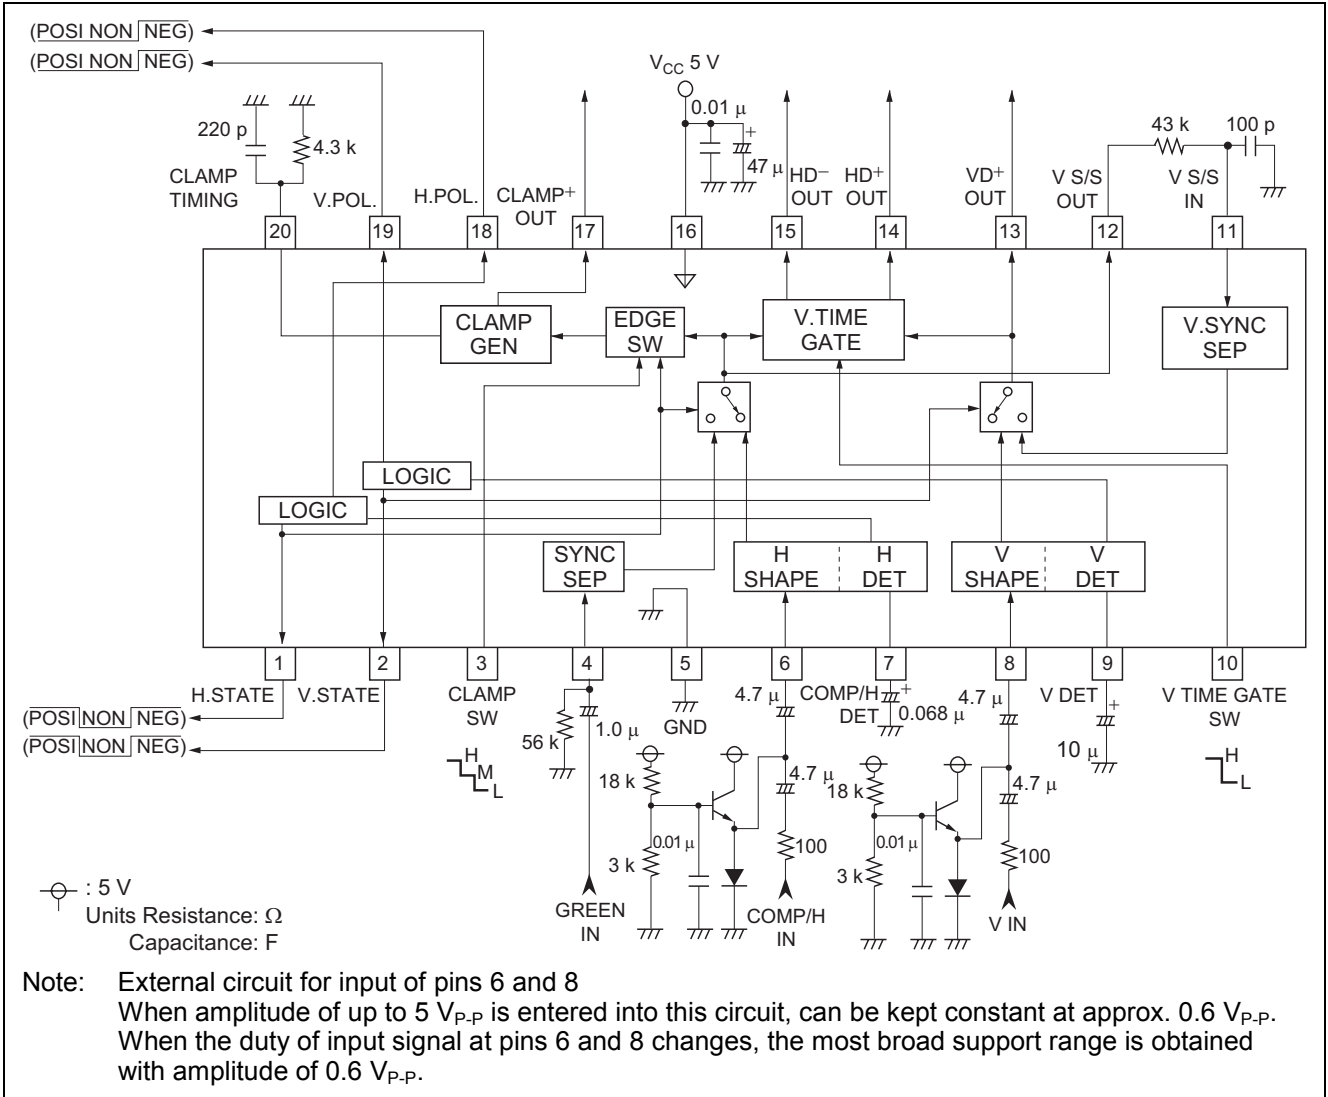 (POSI NON NEG)
(POSI NON NEG)
V_CC 5 V
0.01 μ
+
47 μ
220 p
4.3 k
43 k
100 p
CLAMP
TIMING
V.POL.
H.POL.
CLAMP+
OUT
HD−
OUT
HD+
OUT
VD+
OUT
V S/S
OUT
V S/S
IN
20
19
18
17
16
15
14
13
12
11
CLAMP
GEN
EDGE
SW
V.TIME
GATE
V.SYNC
SEP
LOGIC
LOGIC
SYNC
SEP
H
SHAPE
H
DET
V
SHAPE
V
DET
1
2
3
4
5
6
7
8
9
10
H.STATE
V.STATE
CLAMP
SW
GND
COMP/H
DET
V DET
V TIME GATE
SW
(POSI NON NEG)
(POSI NON NEG)
H
M
L
56 k
1.0 μ
4.7 μ
+
0.068 μ
4.7 μ
+
10 μ
H
L
18 k
4.7 μ
0.01 μ
3 k
100
18 k
4.7 μ
0.01 μ
3 k
100
GREEN
IN
COMP/H
IN
V IN
: 5 V
Units Resistance: Ω
Capacitance: F
Note: External circuit for input of pins 6 and 8
When amplitude of up to 5 V_P-P is entered into this circuit, can be kept constant at approx. 0.6 V_P-P.
When the duty of input signal at pins 6 and 8 changes, the most broad support range is obtained
with amplitude of 0.6 V_P-P.